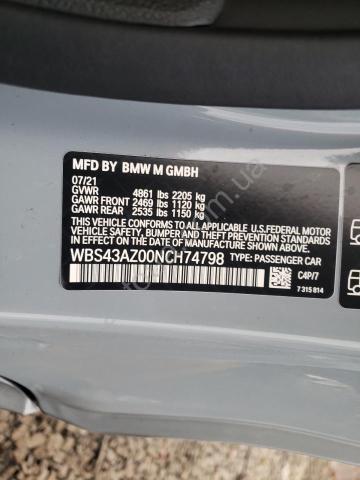 MFD BY BMW M GMBH
07/21
GVWR 4861 lbs 2205 kg
GAWR FRONT 2469 lbs 1120 kg
GAWR REAR 2535 lbs 1150 kg
THIS VEHICLE CONFORMS TO ALL APPLICABLE U.S. FEDERAL MOTOR
VEHICLE SAFETY, BUMPER, AND THEFT PREVENTION STANDARDS IN
EFFECT ON THE DATE OF MANUFACTURE SHOWN ABOVE.
WBS43AZ00NCH74798 TYPE: PASSENGER CAR
C4P/7
7 315 814